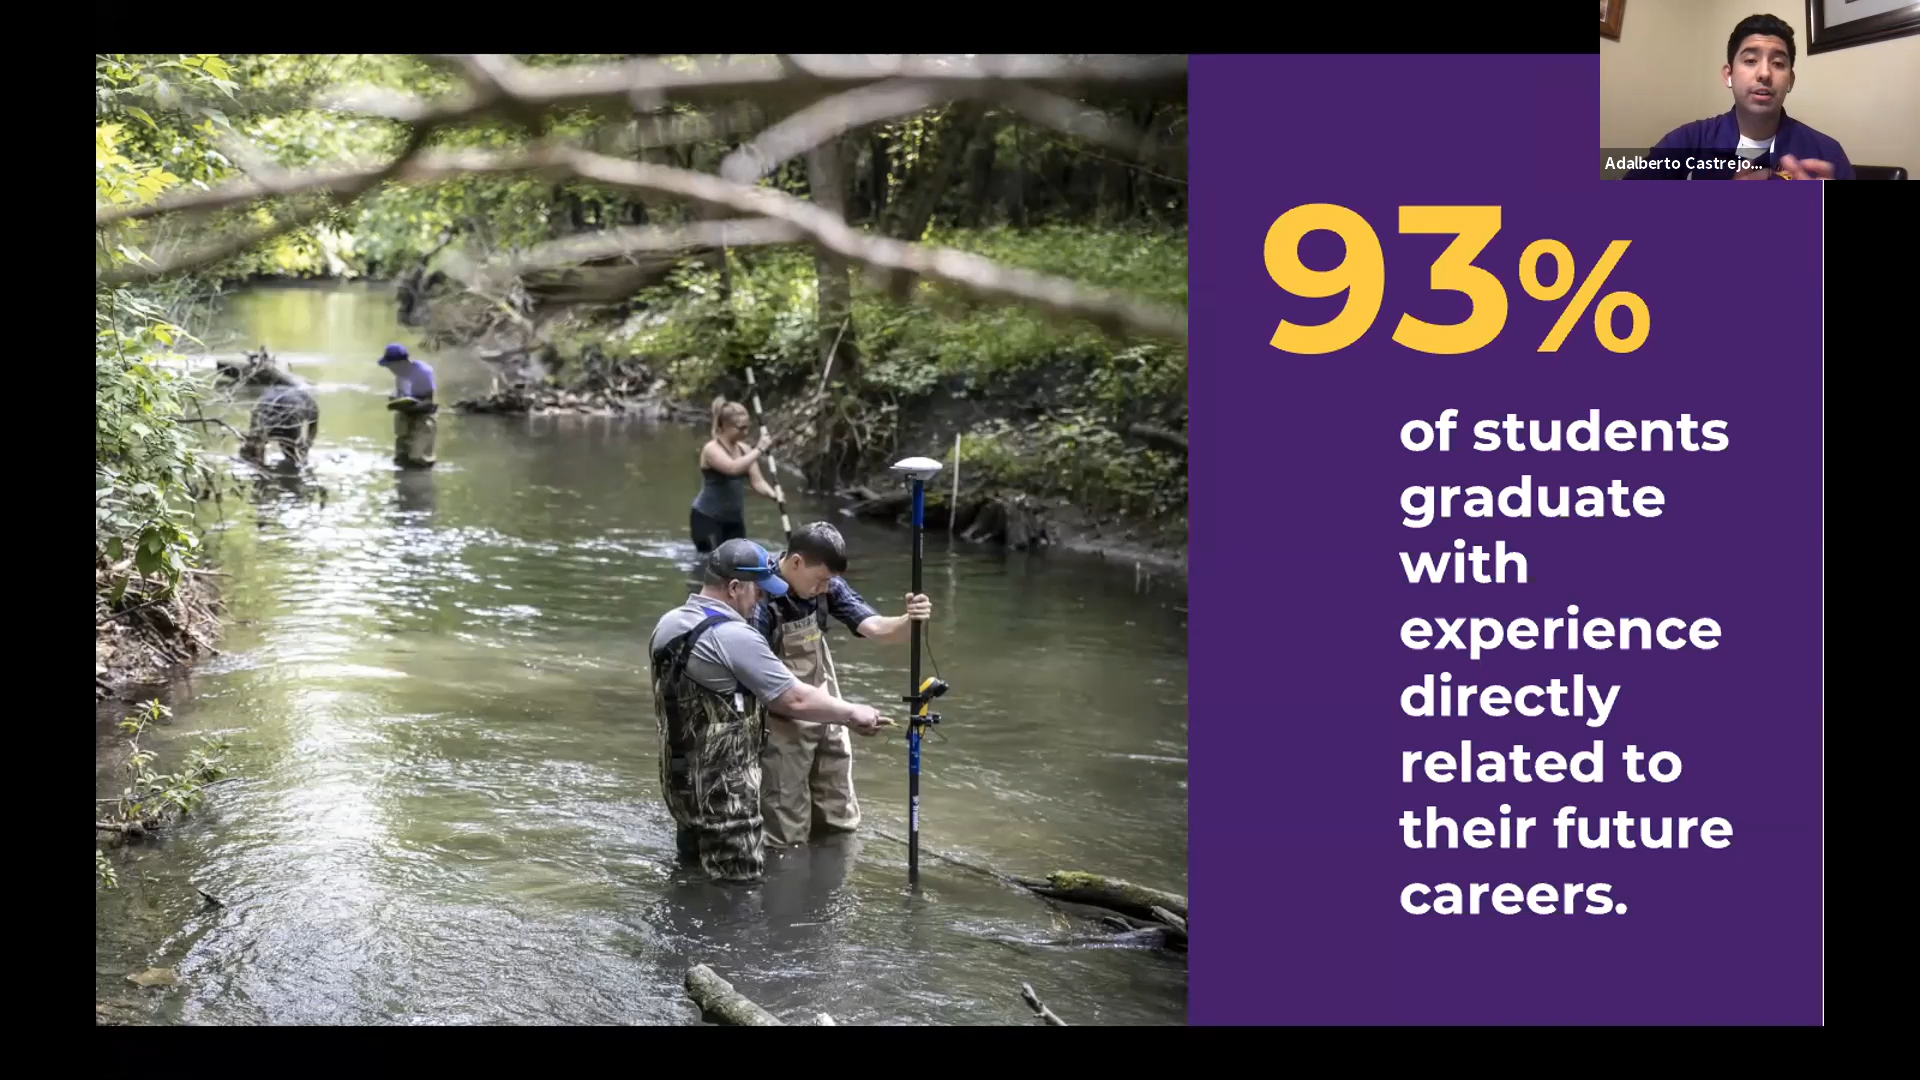 Adalberto Castrejo...
93%
of students
graduate
with
experience
directly
related to
their future
careers.